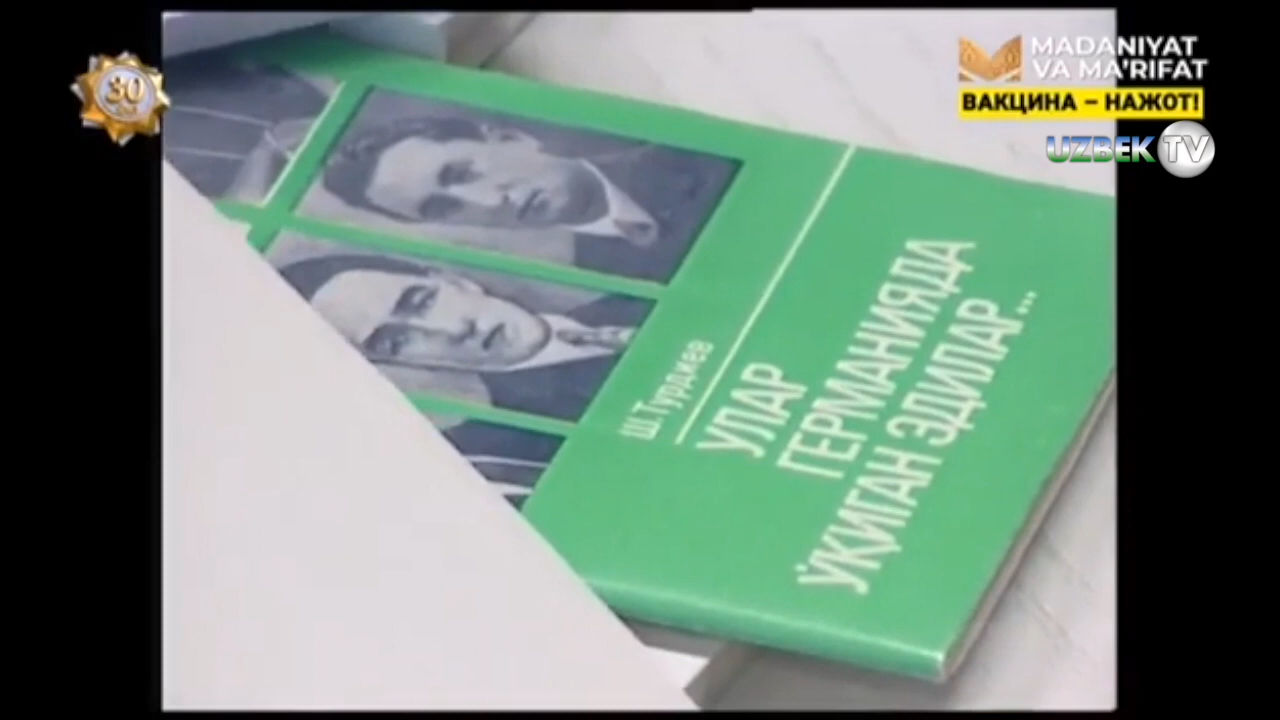 30
MADANIYAT
VA MA'RIFAT
ВАКЦИНА – НАЖОТ!
UZBEK TV
Ш.Турдиев
УЛАР
ГЕРМАНИЯДА
ЎҚИГАН ЭДИЛАР...